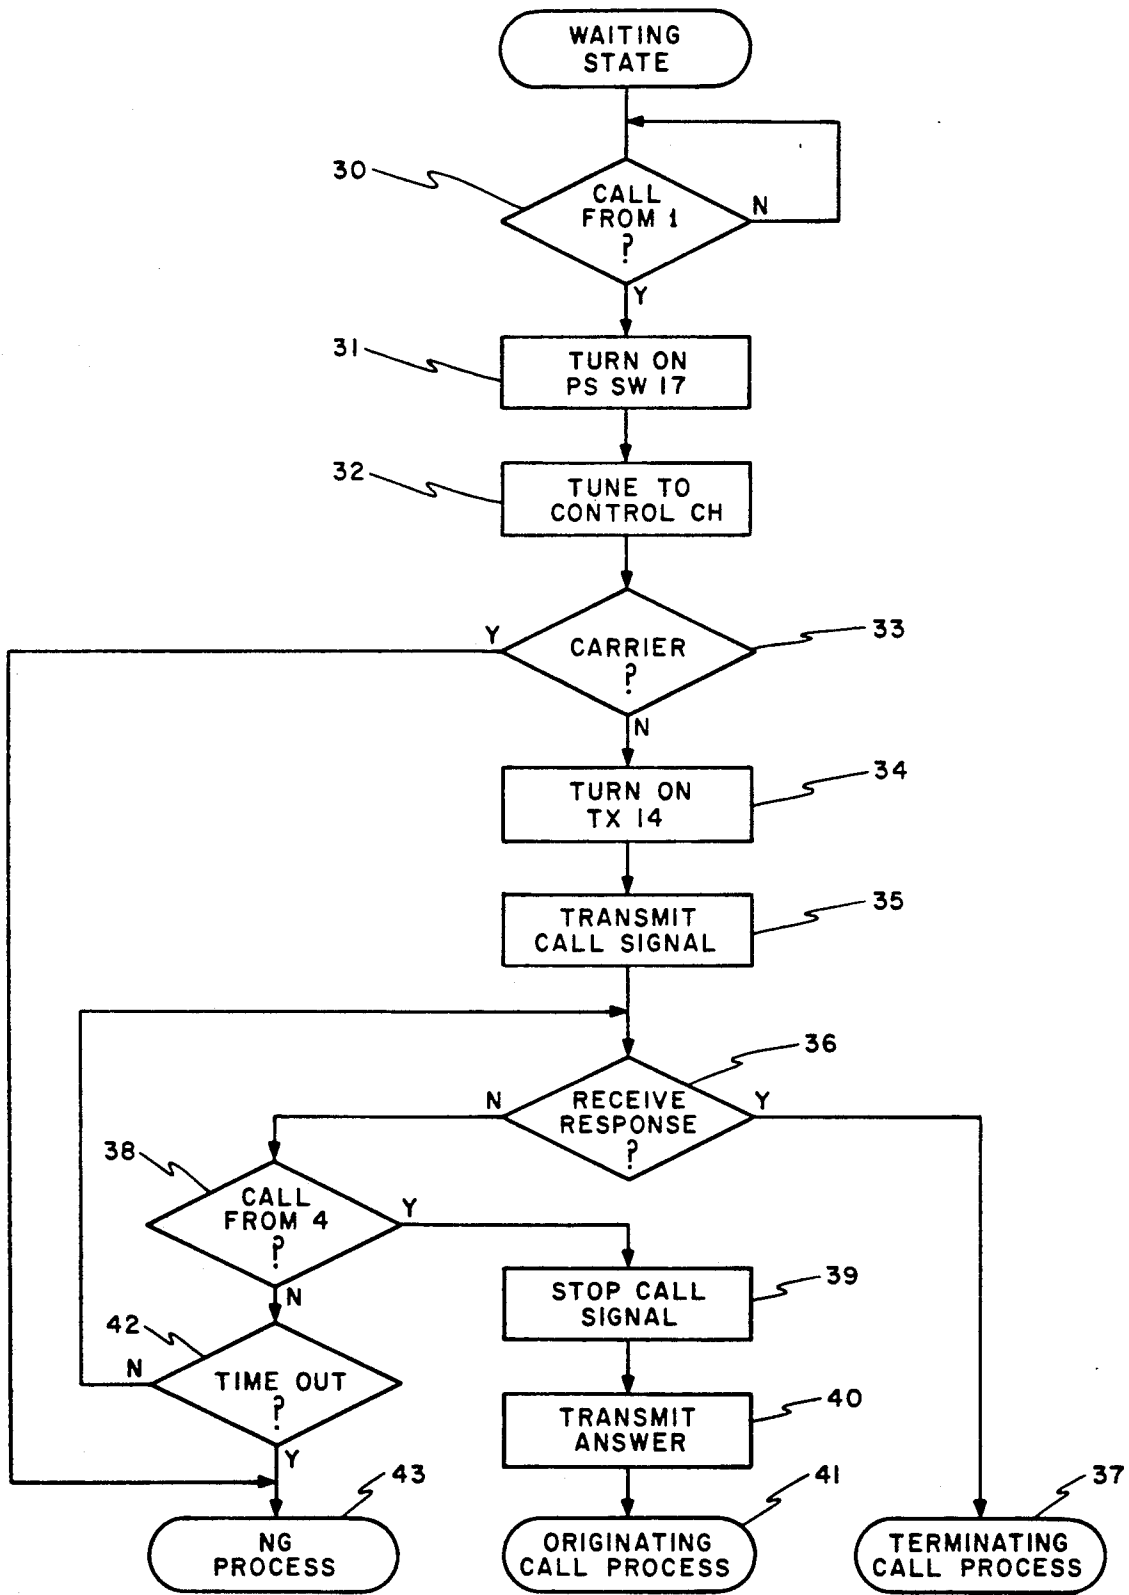 WAITING
STATE
30
CALL
FROM 1
?
N
Y
31
TURN ON
PS SW 17
32
TUNE TO
CONTROL CH
Y
CARRIER
?
33
N
34
TURN ON
TX 14
35
TRANSMIT
CALL SIGNAL
36
N
RECEIVE
RESPONSE
?
Y
38
CALL
FROM 4
?
Y
N
STOP CALL
SIGNAL
39
42
N
TIME OUT
?
Y
TRANSMIT
ANSWER
40
43
NG
PROCESS
41
ORIGINATING
CALL PROCESS
37
TERMINATING
CALL PROCESS